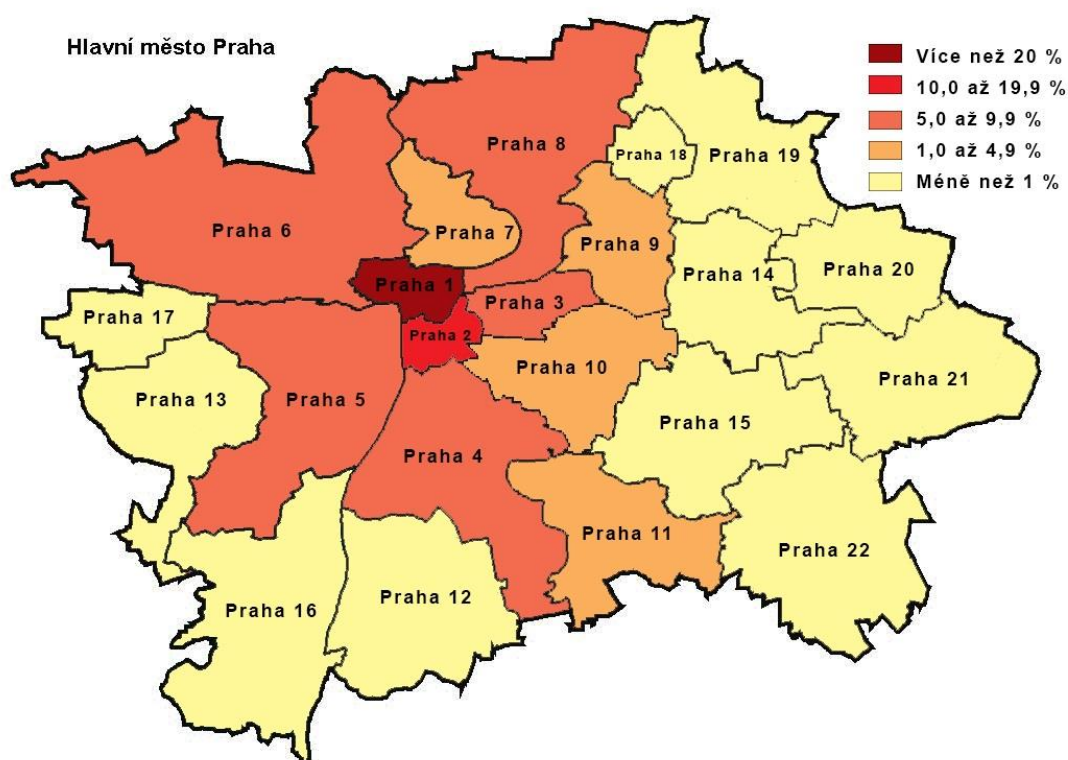 Hlavní město Praha
Více než 20 %
10,0 až 19,9 %
5,0 až 9,9 %
1,0 až 4,9 %
Méně než 1 %
Praha 8
Praha 18
Praha 19
Praha 6
Praha 7
Praha 9
Praha 1
Praha 14
Praha 20
Praha 3
Praha 17
Praha 2
Praha 10
Praha 21
Praha 13
Praha 5
Praha 15
Praha 4
Praha 11
Praha 22
Praha 12
Praha 16